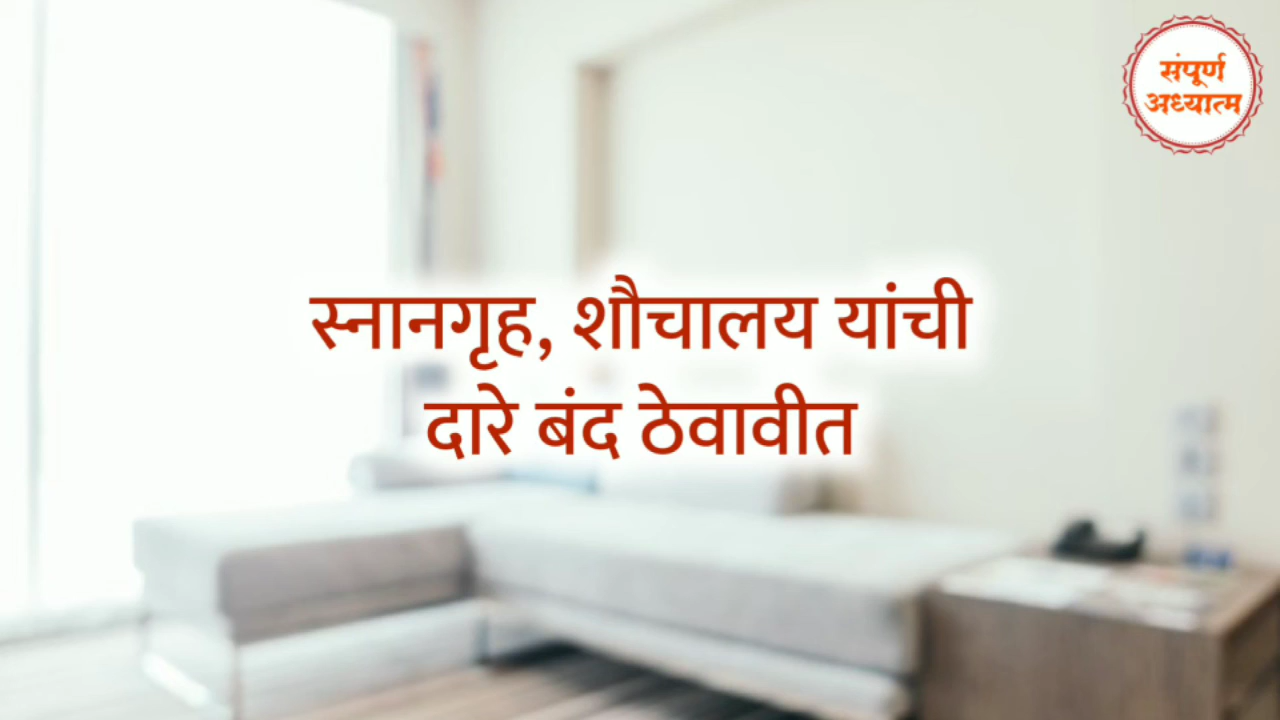 संपूर्ण
अध्यात्म
स्नानगृह, शौचालय यांची
दारे बंद ठेवावीत